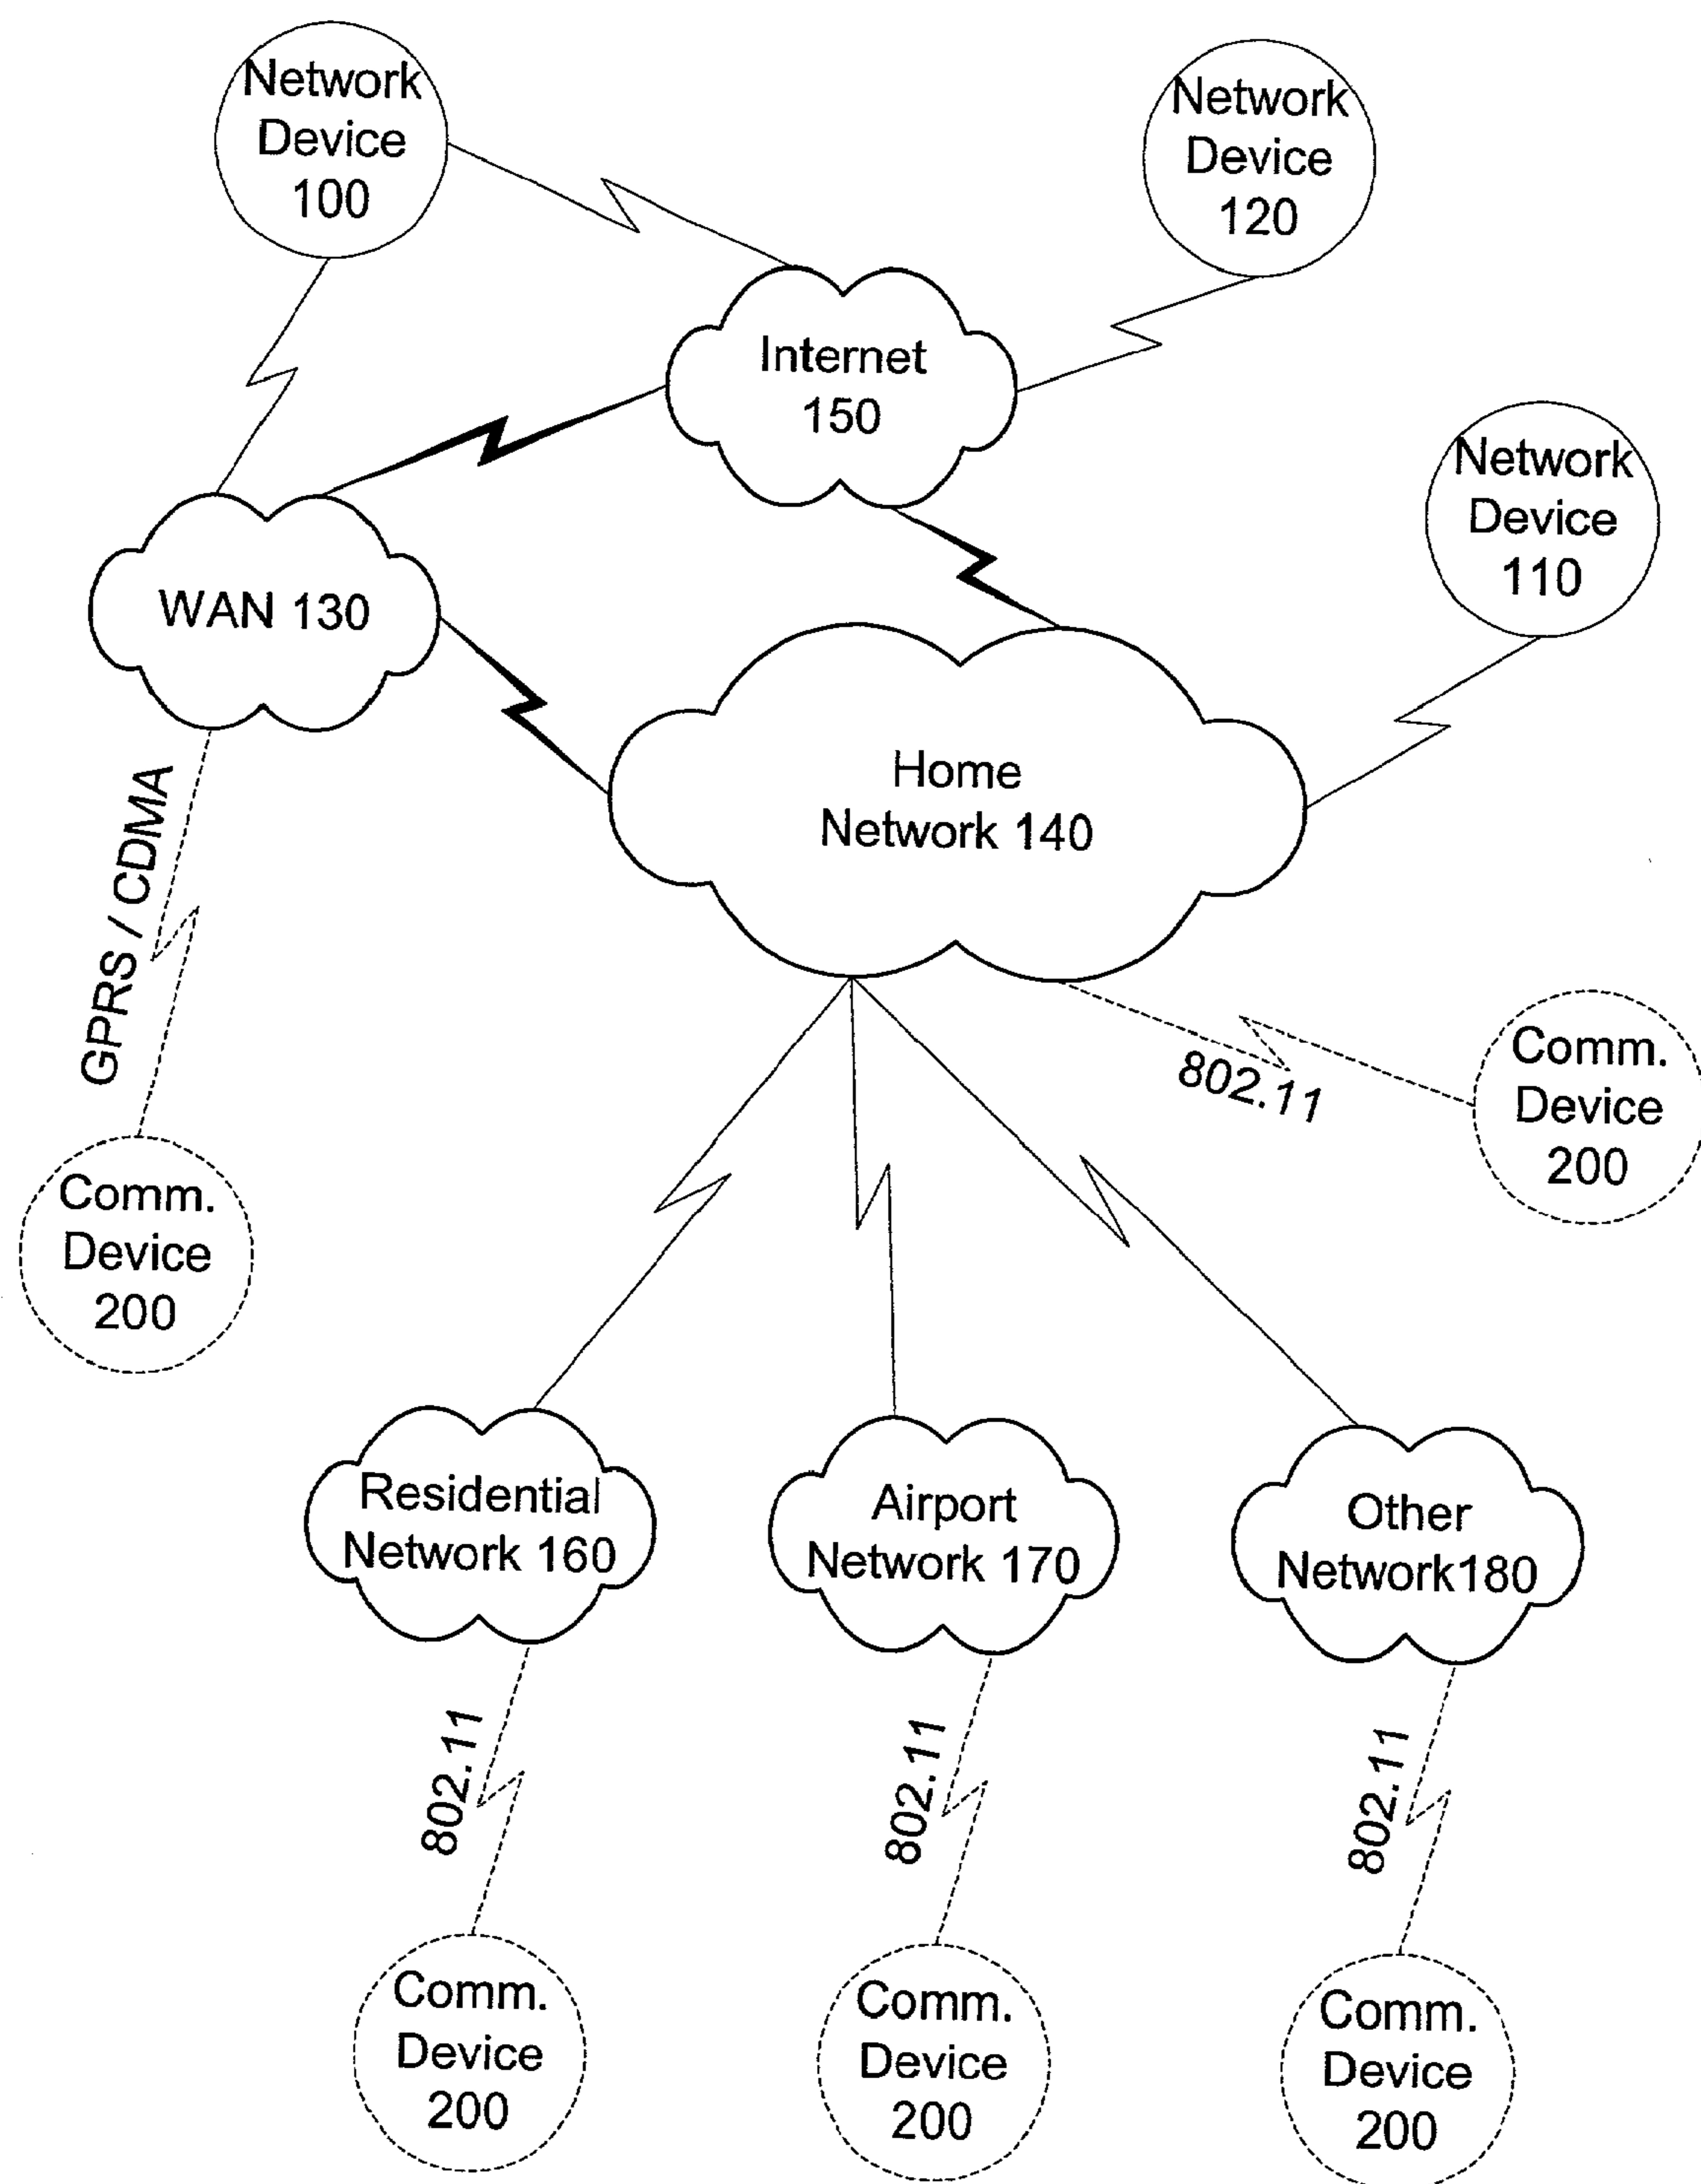 Network
Device
100
Network
Device
120
Internet
150
Network
Device
110
WAN 130
Home
Network 140
GPRS / CDMA
802.11
Comm.
Device
200
Comm.
Device
200
Residential
Network 160
Airport
Network 170
Other
Network180
802.11
802.11
802.11
Comm.
Device
200
Comm.
Device
200
Comm.
Device
200